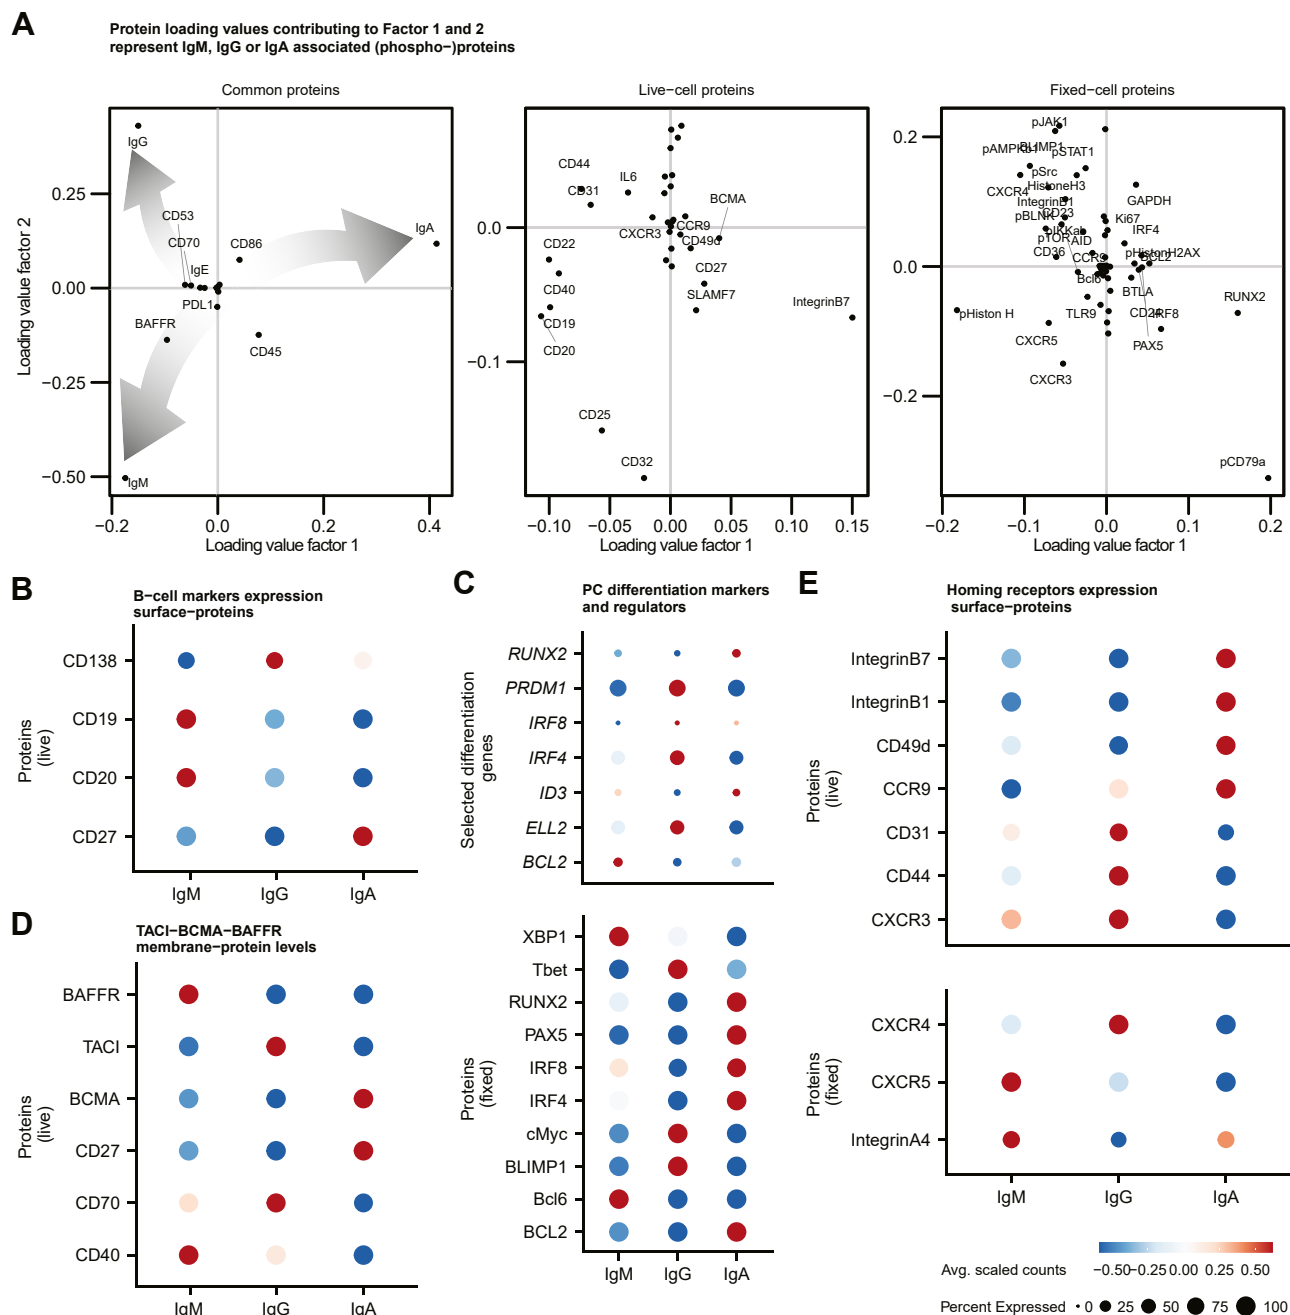 A
Protein loading values contributing to Factor 1 and 2
represent IgM, IgG or IgA associated (phospho−)proteins
Common proteins
Loading value factor 2
0.25
0.00
−0.25
−0.50
IgG
CD53
CD70
IgE
CD86
IgA
PDL1
BAFFR
CD45
IgM
−0.2
0.0
0.2
0.4
Loading value factor 1
Live−cell proteins
0.0
−0.1
CD44
CD31
IL6
BCMA
CXCR3
CCR9
CD49d
CD22
CD27
CD40
SLAMF7
IntegrinB7
CD19
CD20
CD25
CD32
−0.10
−0.05
0.00
0.05
0.10
0.15
Loading value factor 1
Fixed−cell proteins
0.2
0.0
−0.2
pJAK1
BLIMP1
pAMPKb1
pSTAT1
pSrc
HistoneH3
CXCR4
IntegrinB1
GAPDH
CD23
pBLNK
Ki67
pIKKab
IRF4
pTOR
AID
CD36
CCR9
pHistonH2AX
BCL2
Bcl6
BTLA
RUNX2
pHiston H
TLR9
CD24
IRF8
CXCR5
PAX5
CXCR3
pCD79a
−0.2
−0.1
0.0
0.1
0.2
Loading value factor 1
B
B−cell markers expression
surface−proteins
Proteins
(live)
CD138
CD19
CD20
CD27
IgM
IgG
IgA
C
PC differentiation markers
and regulators
Selected differentiation
genes
RUNX2
PRDM1
IRF8
IRF4
ID3
ELL2
BCL2
Proteins
(fixed)
XBP1
Tbet
RUNX2
PAX5
IRF8
IRF4
cMyc
BLIMP1
Bcl6
BCL2
IgM
IgG
IgA
D
TACI−BCMA−BAFFR
membrane−protein levels
Proteins
(live)
BAFFR
TACI
BCMA
CD27
CD70
CD40
IgM
IgG
IgA
E
Homing receptors expression
surface−proteins
Proteins
(live)
IntegrinB7
IntegrinB1
CD49d
CCR9
CD31
CD44
CXCR3
Proteins
(fixed)
CXCR4
CXCR5
IntegrinA4
IgM
IgG
IgA
Avg. scaled counts
−0.50 −0.25 0.00 0.25 0.50
Percent Expressed
0 25 50 75 100